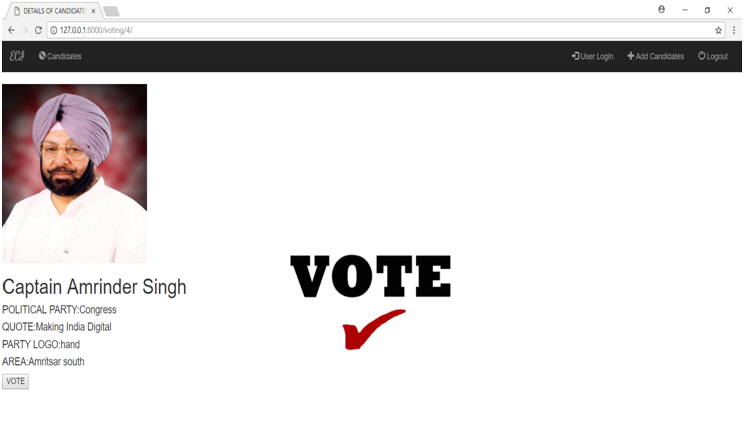 DETAILS OF CANDIDATE
127.0.0.1:8000/voting/4/
ECI Candidates User Login Add Candidates Logout
Captain Amrinder Singh
POLITICAL PARTY:Congress
QUOTE:Making India Digital
PARTY LOGO:hand
AREA:Amritsar south
VOTE
VOTE